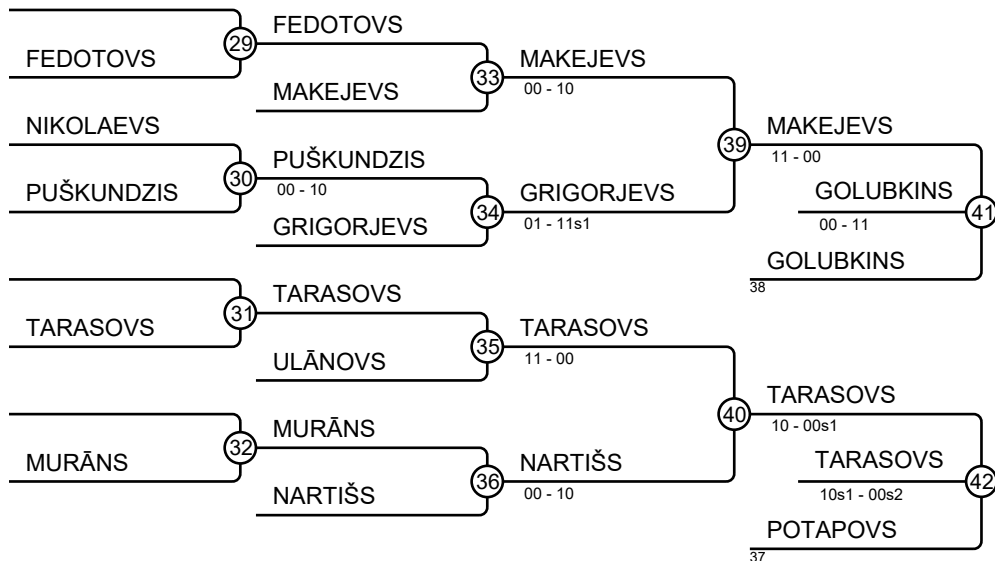 FEDOTOVS
29
FEDOTOVS
MAKEJEVS
33
MAKEJEVS
00 - 10
NIKOLAEVS
PUŠKUNDZIS
30
PUŠKUNDZIS
00 - 10
GRIGORJEVS
34
GRIGORJEVS
01 - 11s1
39
MAKEJEVS
11 - 00
GOLUBKINS
00 - 11
41
GOLUBKINS
38
TARASOVS
31
TARASOVS
ULĀNOVS
35
TARASOVS
11 - 00
MURĀNS
32
MURĀNS
NARTIŠS
36
NARTIŠS
00 - 10
40
TARASOVS
10 - 00s1
TARASOVS
10s1 - 00s2
42
POTAPOVS
37